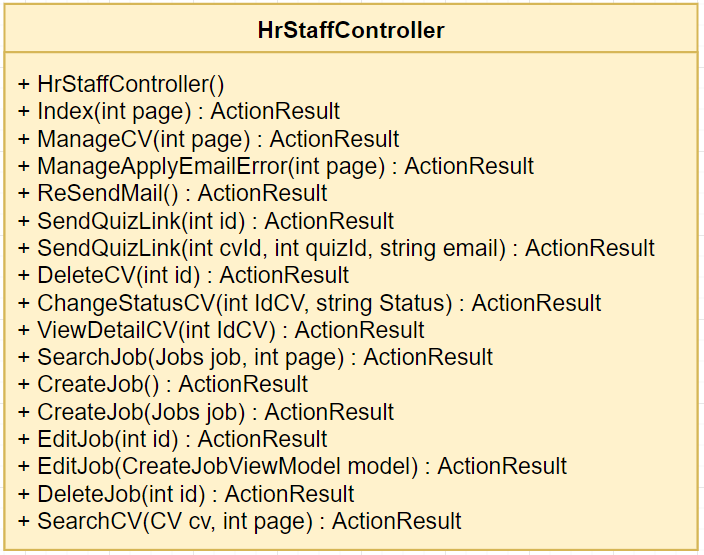 HrStaffController
+ HrStaffController()
+ Index(int page) : ActionResult
+ ManageCV(int page) : ActionResult
+ ManageApplyEmailError(int page) : ActionResult
+ ReSendMail() : ActionResult
+ SendQuizLink(int id) : ActionResult
+ SendQuizLink(int cvId, int quizId, string email) : ActionResult
+ DeleteCV(int id) : ActionResult
+ ChangeStatusCV(int IdCV, string Status) : ActionResult
+ ViewDetailCV(int IdCV) : ActionResult
+ SearchJob(Jobs job, int page) : ActionResult
+ CreateJob() : ActionResult
+ CreateJob(Jobs job) : ActionResult
+ EditJob(int id) : ActionResult
+ EditJob(CreateJobViewModel model) : ActionResult
+ DeleteJob(int id) : ActionResult
+ SearchCV(CV cv, int page) : ActionResult